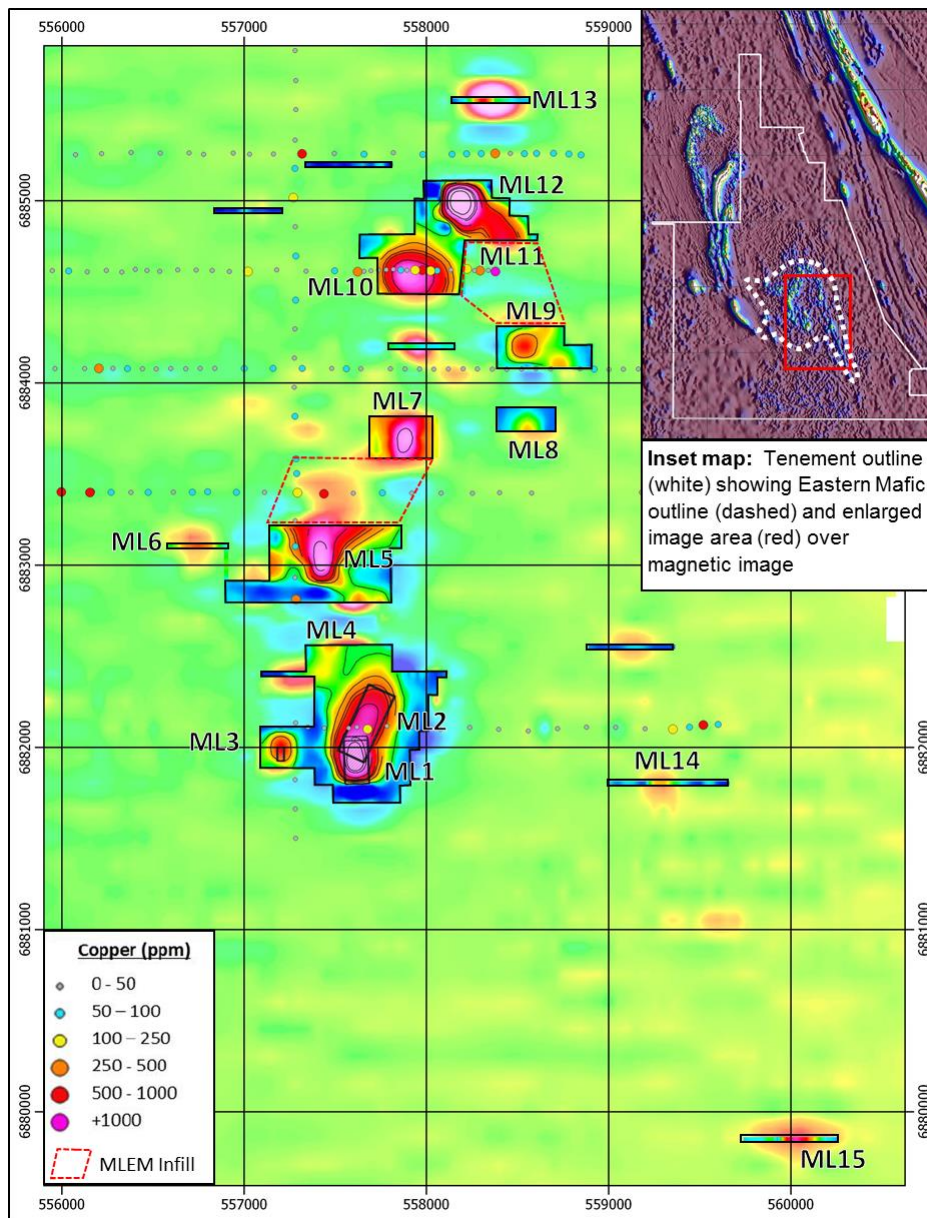 556000
557000
558000
559000
ML13
6885000
6885000
ML12
ML11
ML10
ML9
6884000
ML7
ML8
Inset map: Tenement outline
(white) showing Eastern Mafic
outline (dashed) and enlarged
image area (red) over
magnetic image
ML6
ML5
6883000
6883000
ML4
ML3
ML2
ML1
6882000
6882000
ML14
6881000
6881000
Copper (ppm)
0 - 50
50 – 100
100 – 250
250 - 500
500 - 1000
+1000
MLEM Infill
6880000
6880000
ML15
556000
557000
558000
559000
560000